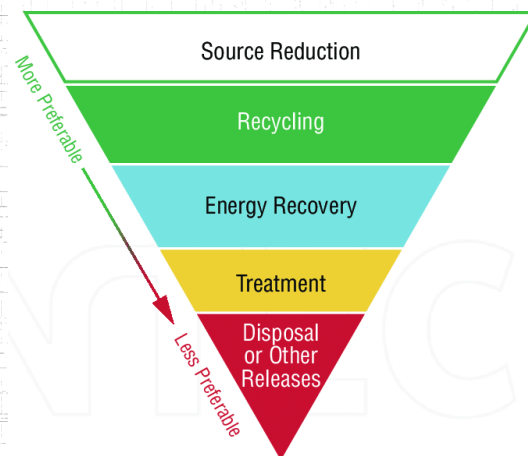 Source Reduction
More Preferable
Recycling
Energy Recovery
Treatment
Disposal
or Other
Releases
Less Preferable